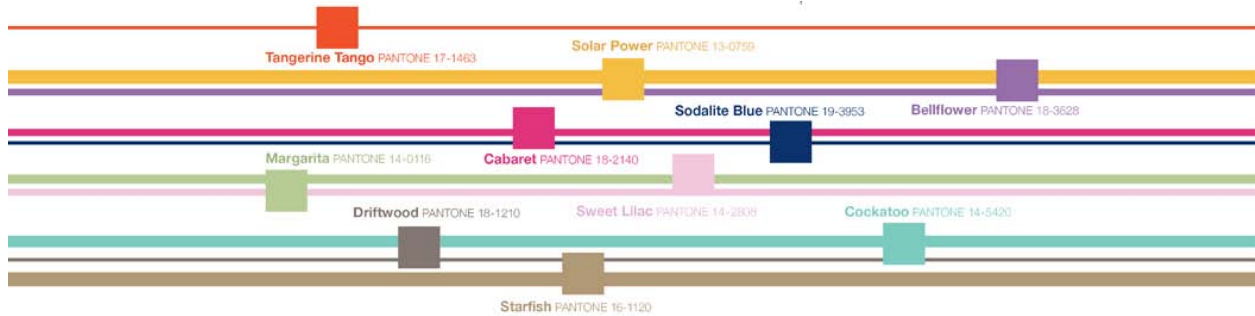 Tangerine Tango PANTONE 17-1463
Solar Power PANTONE 13-0759
Sodalite Blue PANTONE 19-3953
Bellflower PANTONE 18-3628
Margarita PANTONE 14-0116
Cabaret PANTONE 18-2140
Driftwood PANTONE 18-1210
Sweet Lilac PANTONE 14-2808
Cockatoo PANTONE 14-5420
Starfish PANTONE 16-1120